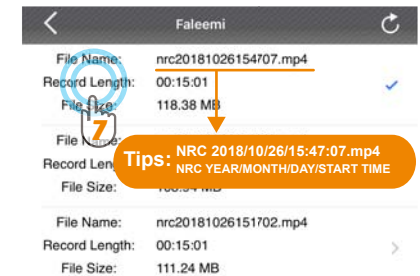 Faleemi
File Name: nrc20181026154707.mp4
Record Length: 00:15:01
File Size: 118.38 MB
7
File Name:
Tips: NRC 2018/10/26/15:47:07.mp4
NRC YEAR/MONTH/DAY/START TIME
Record Len
File Size:
File Name: nrc20181026151702.mp4
Record Length: 00:15:01
File Size: 111.24 MB